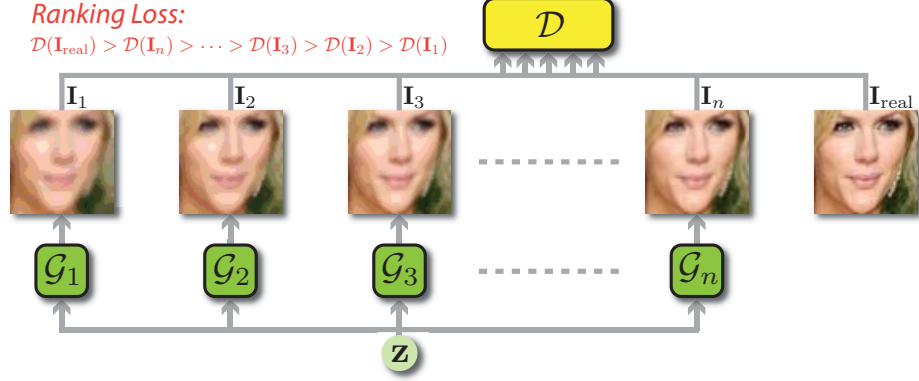 Ranking Loss:
D(I_real) > D(I_n) > ··· > D(I_3) > D(I_2) > D(I_1)
D
I_1 I_2 I_3 I_n I_real
G_1 G_2 G_3 G_n
z